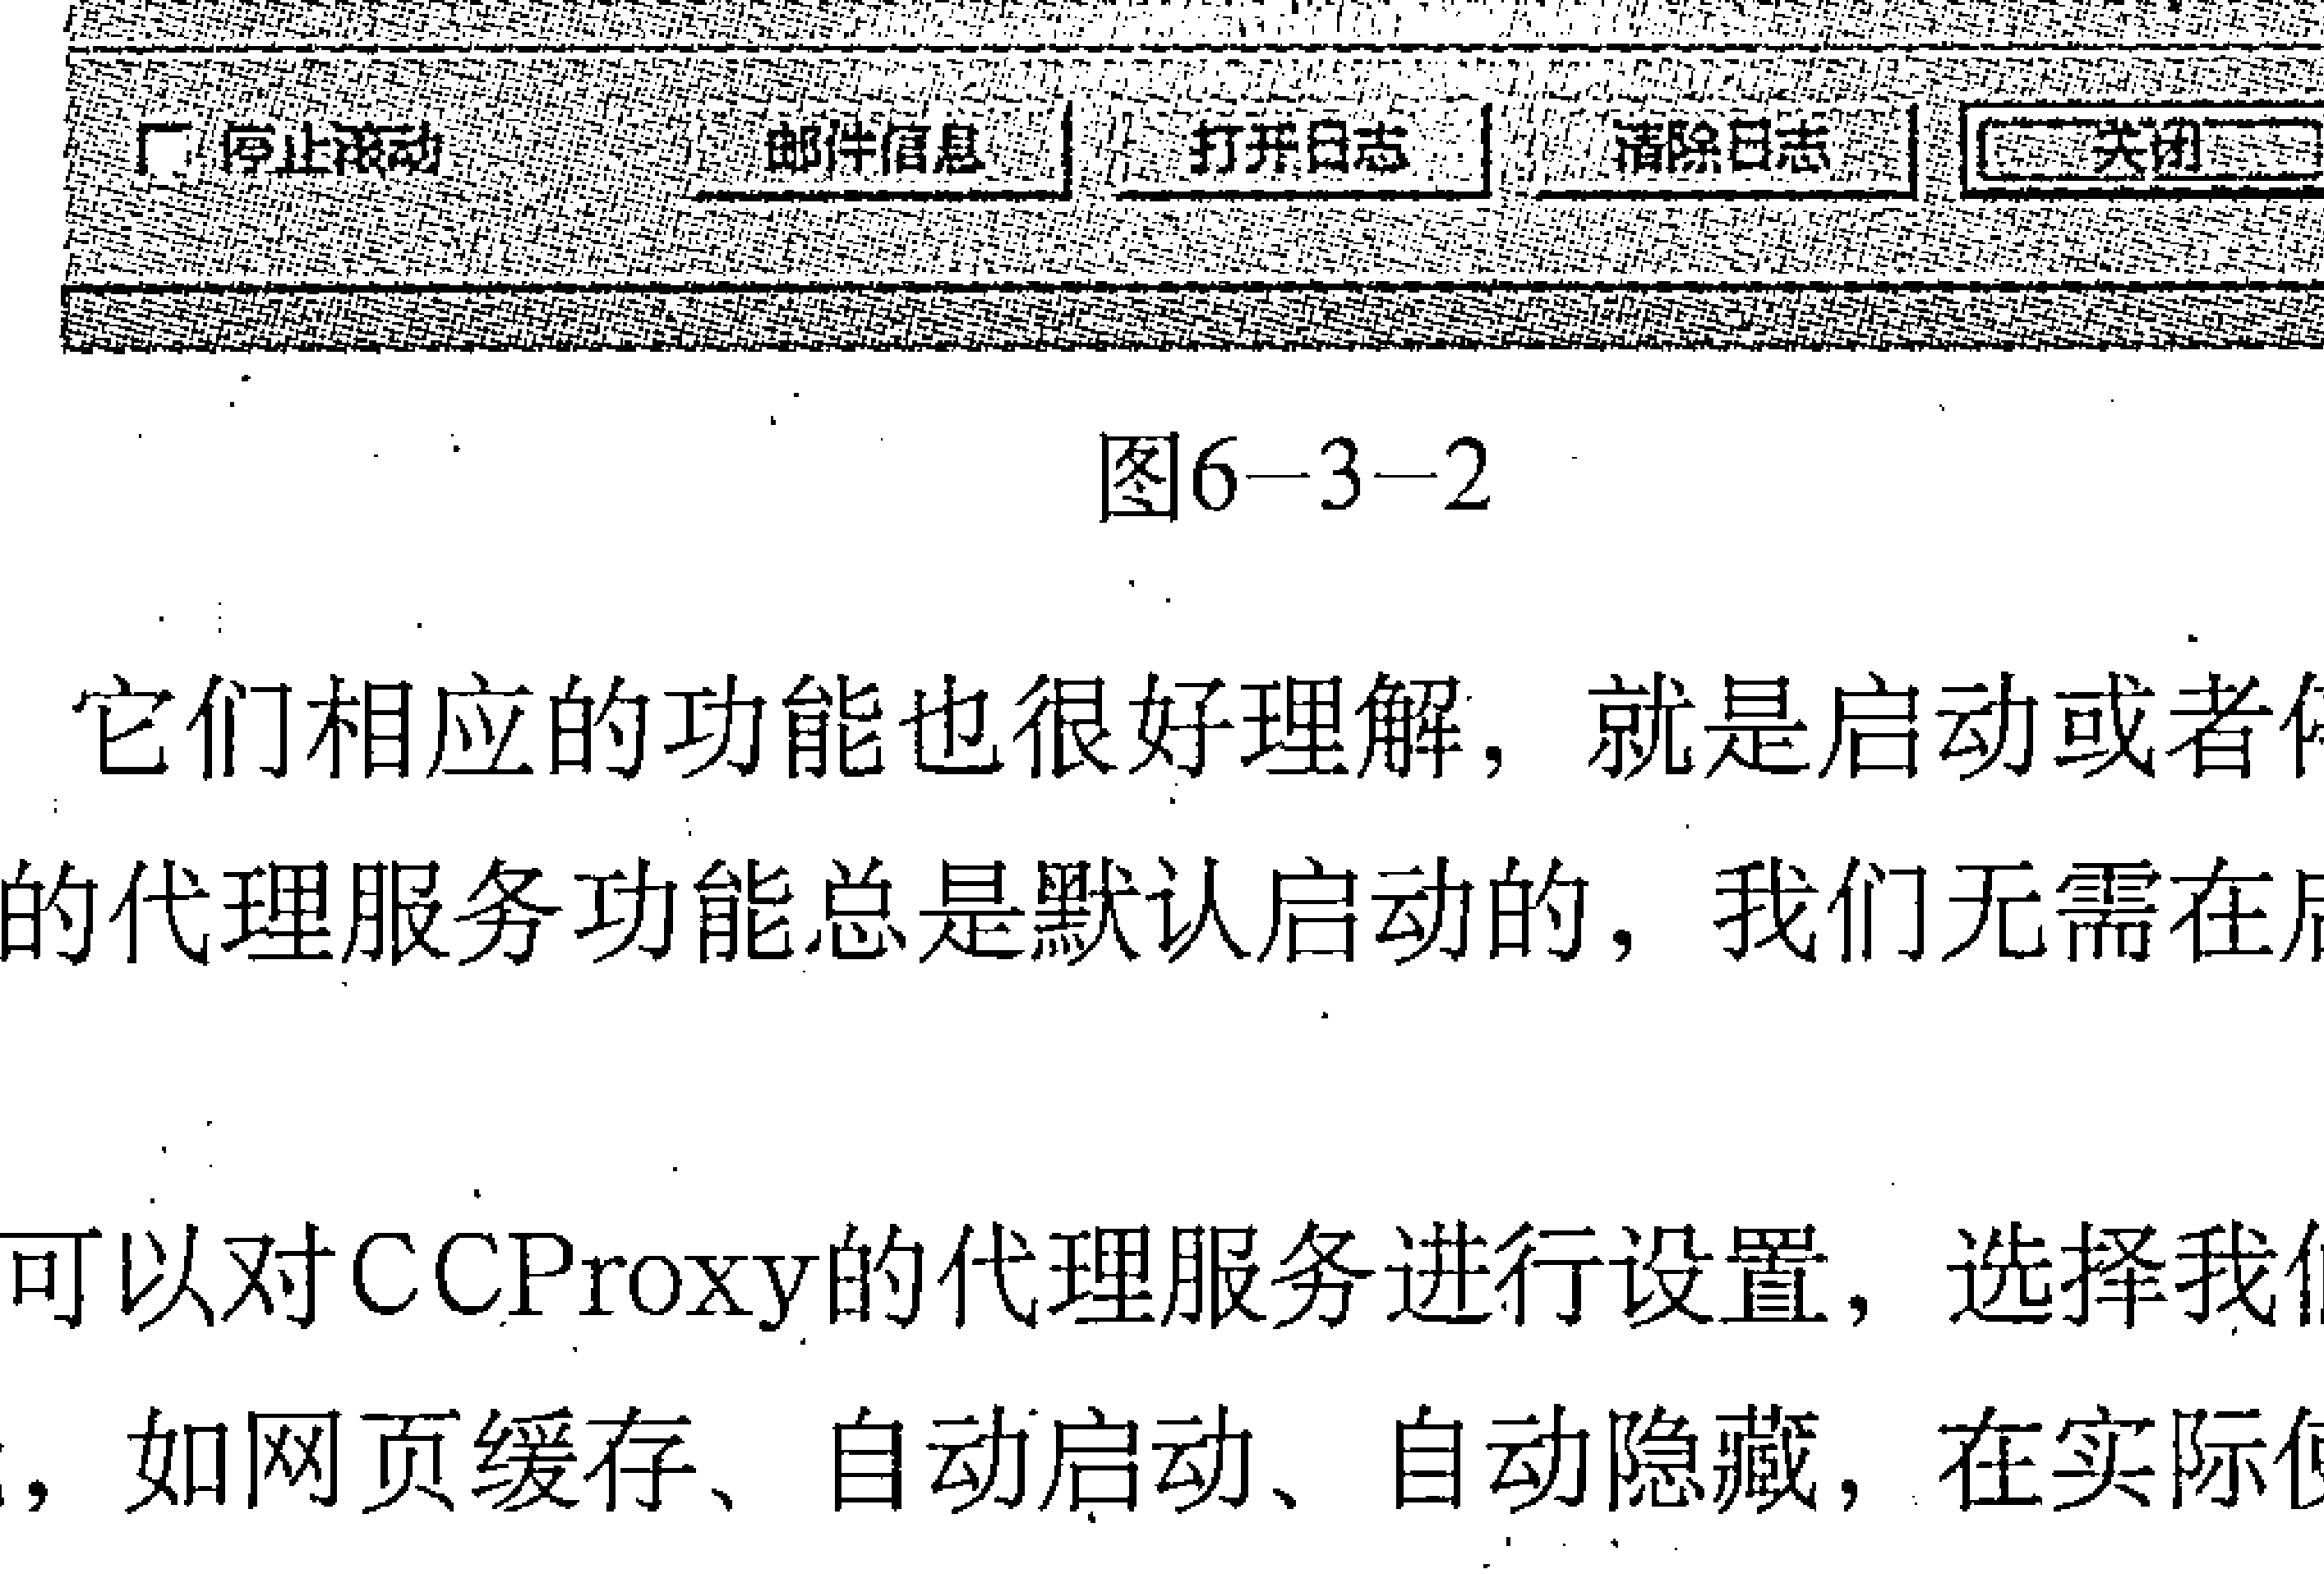 停止滚动 邮件信息 打开日志 清除日志 关闭
图6-3-2
它们相应的功能也很好理解，就是启动或者
的代理服务功能总是默认启动的，我们无需在
可以对CCProxy的代理服务进行设置，选择我们
，如网页缓存、自动启动、自动隐藏，在实际使